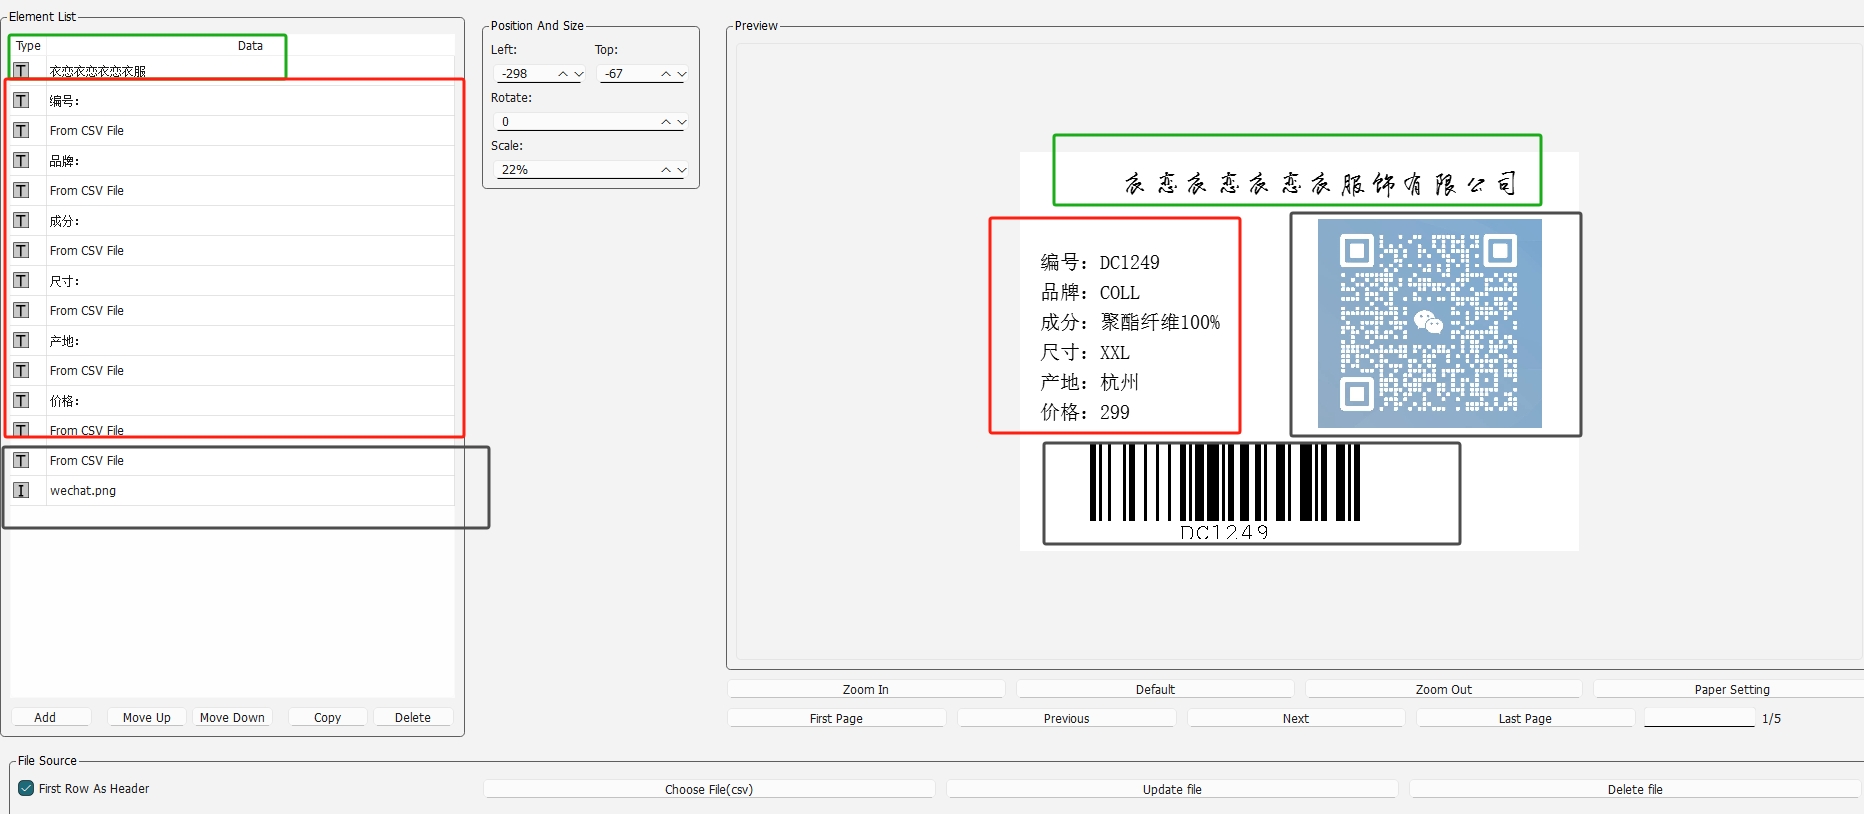 Element List
Type Data
T 衣恋衣恋衣恋衣服
T 编号：
T From CSV File
T 品牌：
T From CSV File
T 成分：
T From CSV File
T 尺寸：
T From CSV File
T 产地：
T From CSV File
T 价格：
T From CSV File
T From CSV File
I wechat.png
Add Move Up Move Down Copy Delete
Position And Size
Left: Top:
-298 -67
Rotate:
0
Scale:
22%
Preview
衣恋衣恋衣恋衣服饰有限公司
编号：DC1249
品牌：COLL
成分：聚酯纤维100%
尺寸：XXL
产地：杭州
价格：299
DC1249
Zoom In Default Zoom Out Paper Setting
First Page Previous Next Last Page 1/5
File Source
First Row As Header Choose File(csv) Update file Delete file